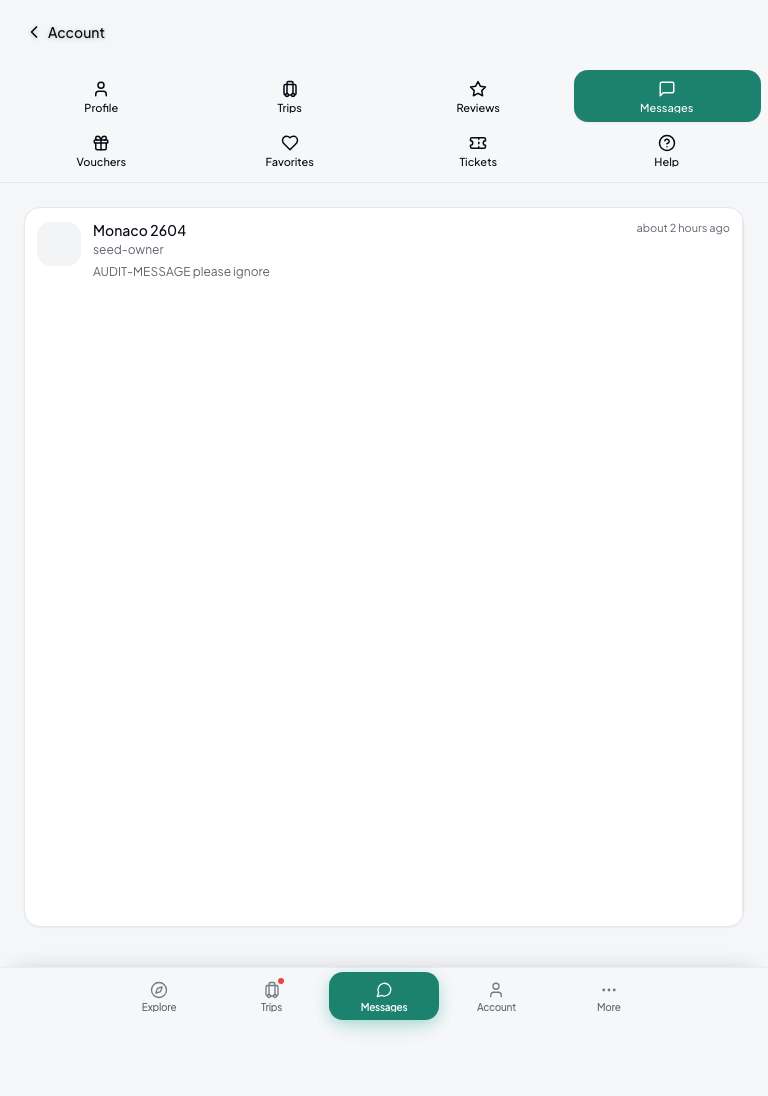 Account
Profile
Trips
Reviews
Messages
Vouchers
Favorites
Tickets
Help
Monaco 2604
about 2 hours ago
seed-owner
AUDIT-MESSAGE please ignore
Explore
Trips
Messages
Account
More